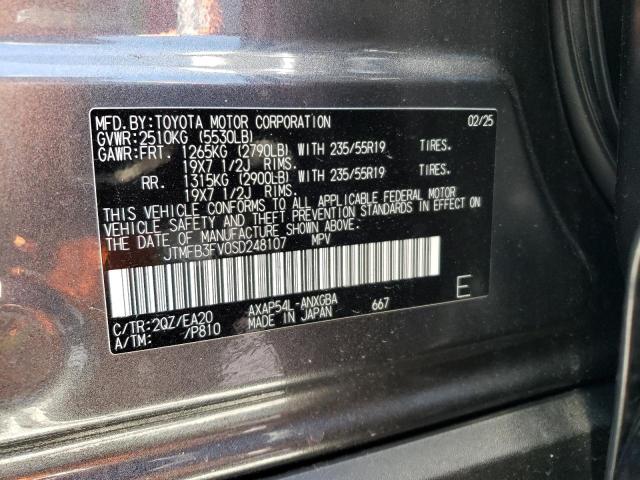 MFD.BY:TOYOTA MOTOR CORPORATION 02/25
GVWR:2510KG (5530LB)
GAWR:FRT. 1265KG (2790LB) WITH 235/55R19 TIRES.
19X7 1/2J RIMS.
RR. 1315KG (2900LB) WITH 235/55R19 TIRES.
19X7 1/2J RIMS.
THIS VEHICLE CONFORMS TO ALL APPLICABLE FEDERAL MOTOR
VEHICLE SAFETY AND THEFT PREVENTION STANDARDS IN EFFECT ON
THE DATE OF MANUFACTURE SHOWN ABOVE.
JTMFB3FV0SD248107 MPV
C/TR:2QZ/EA20 AXAP54L-ANXGBA 667 E
A/TM: /P810 MADE IN JAPAN